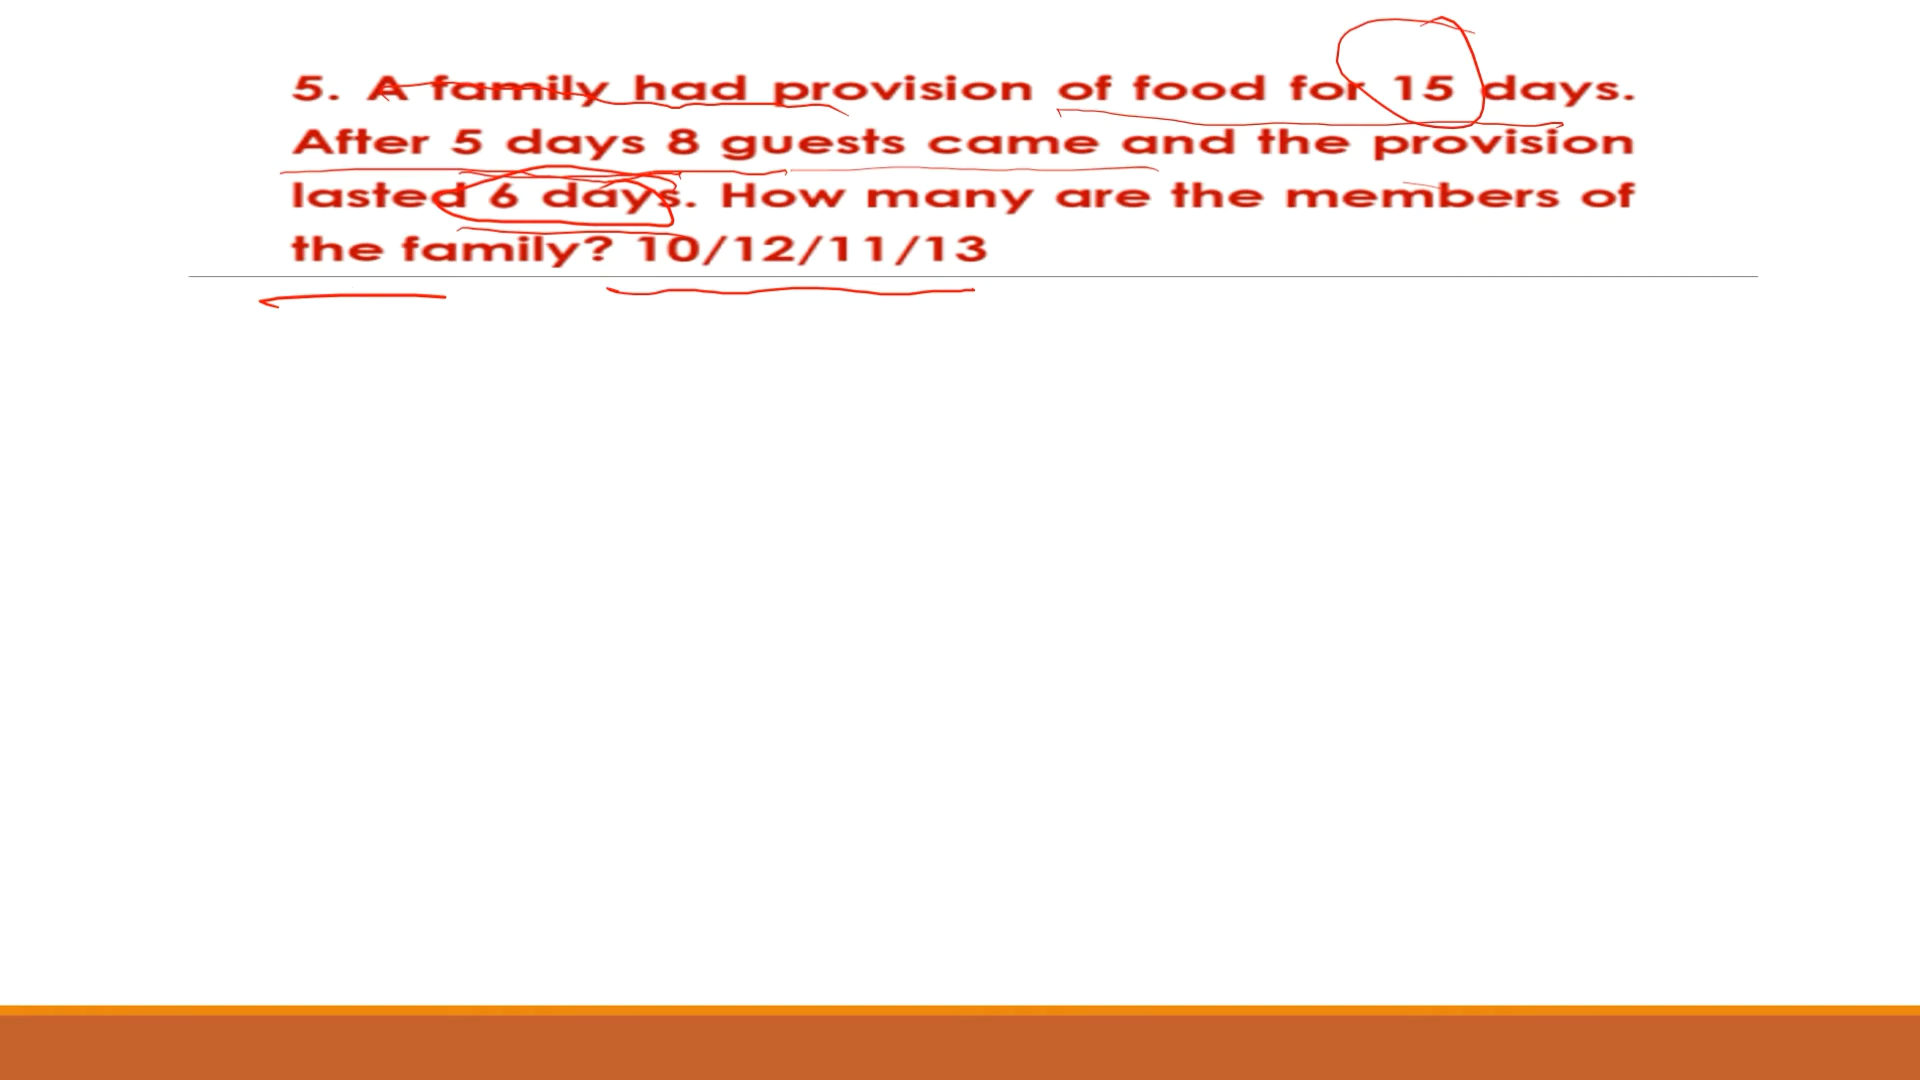 5. A family had provision of food for 15 days.
After 5 days 8 guests came and the provision
lasted 6 days. How many are the members of
the family? 10/12/11/13